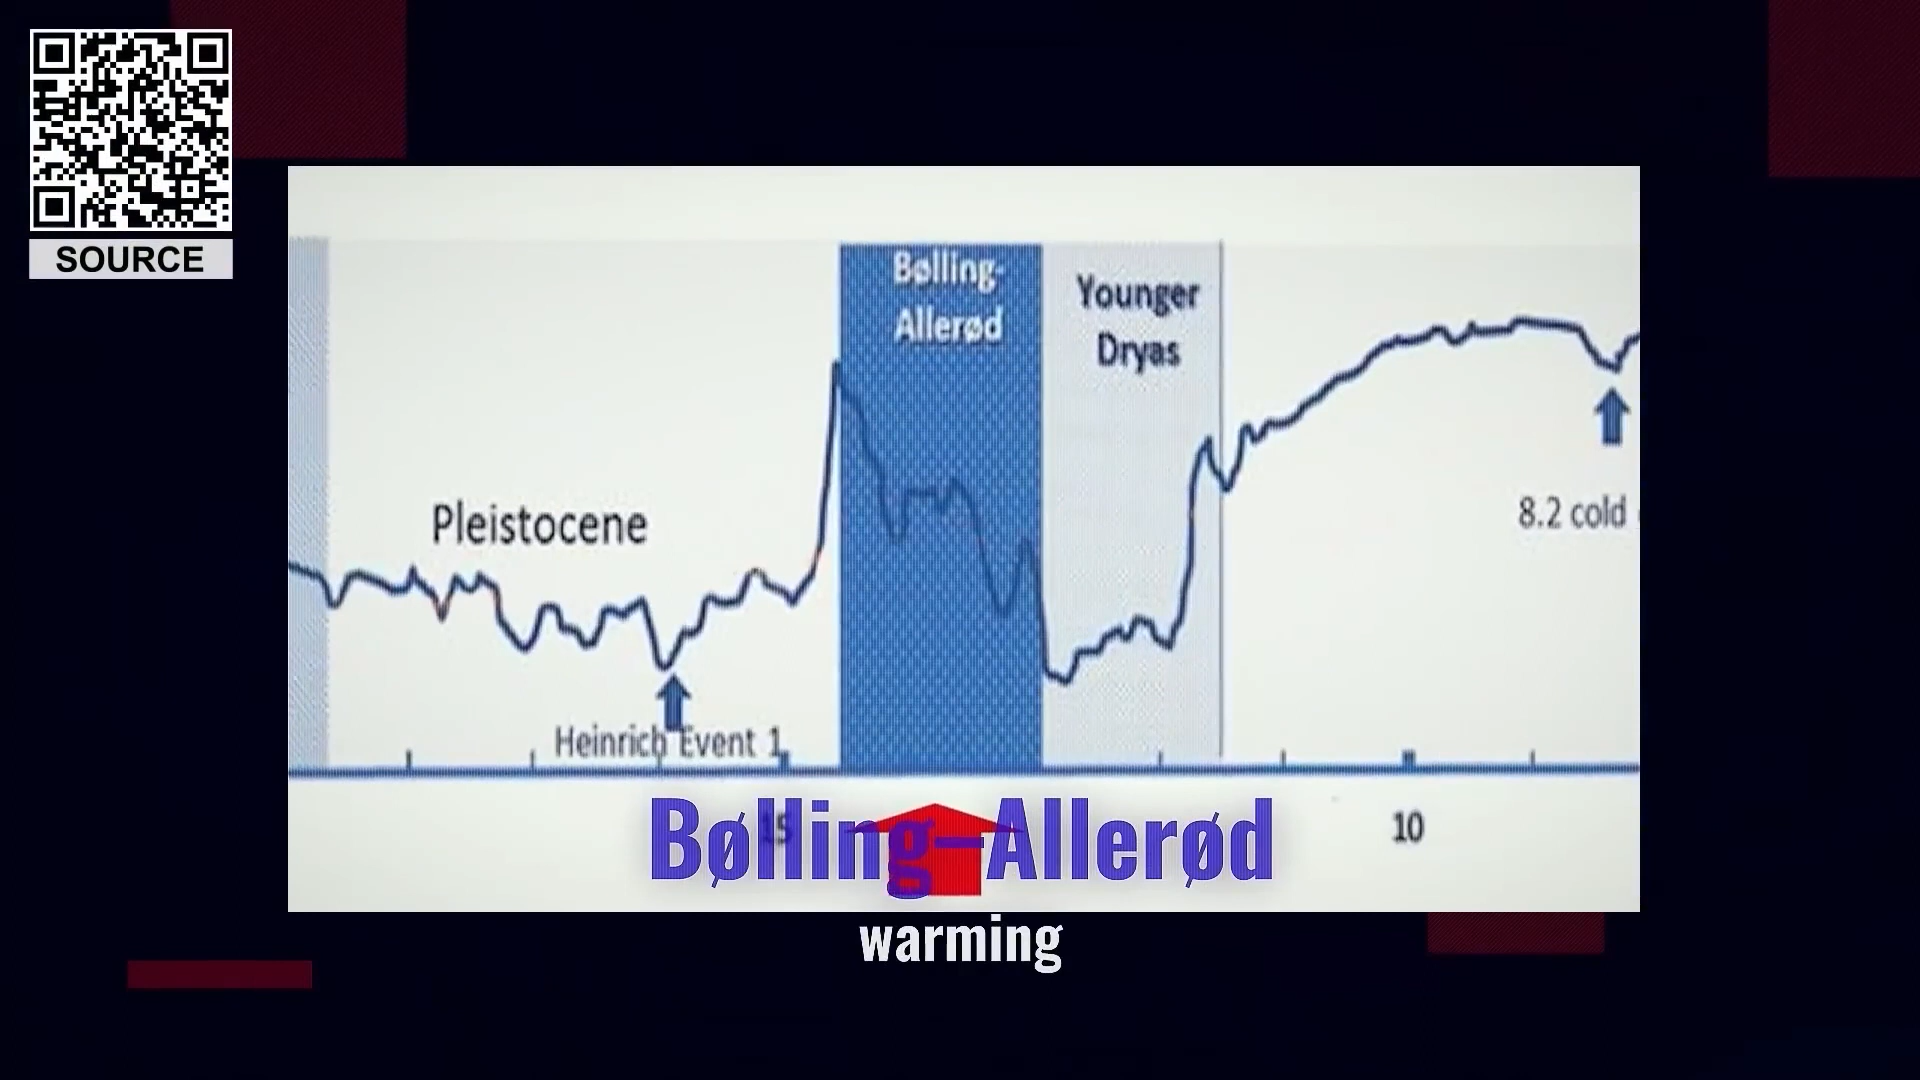 SOURCE
Bølling-
Allerød
Younger
Dryas
Pleistocene
8.2 cold
Heinrich Event 1
15
10
Bølling–Allerød
warming